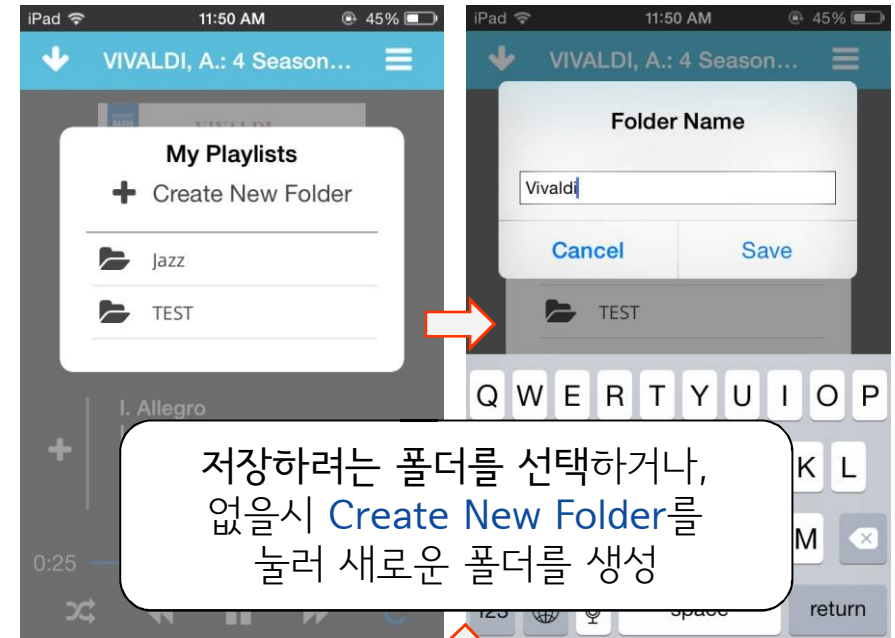 iPad 11:50 AM 45%
VIVALDI, A.: 4 Season...
My Playlists
Create New Folder
Jazz
TEST
I. Allegro
0:25
iPad 11:50 AM 45%
VIVALDI, A.: 4 Season...
Folder Name
Vivaldi
Cancel Save
TEST
Q W E R T Y U I O P
K L
M
123 space return
저장하려는 폴더를 선택하거나,
없을시 Create New Folder를
눌러 새로운 폴더를 생성